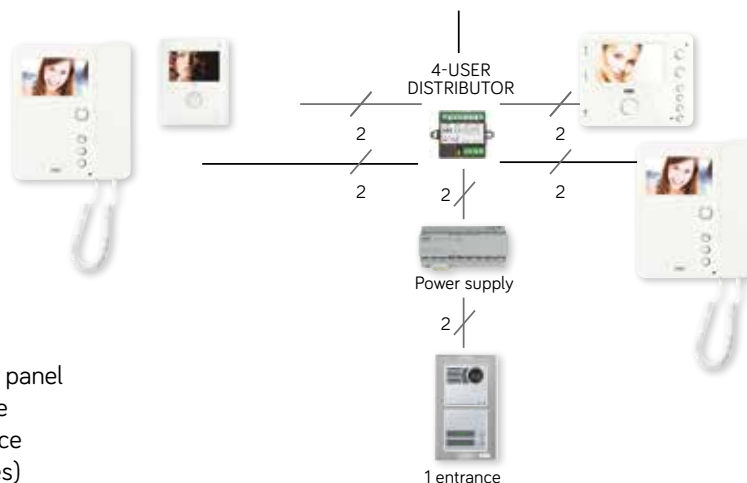 4-USER
DISTRIBUTOR
2
2
2
2
2
Power supply
2
panel
e
ce
es)
1 entrance